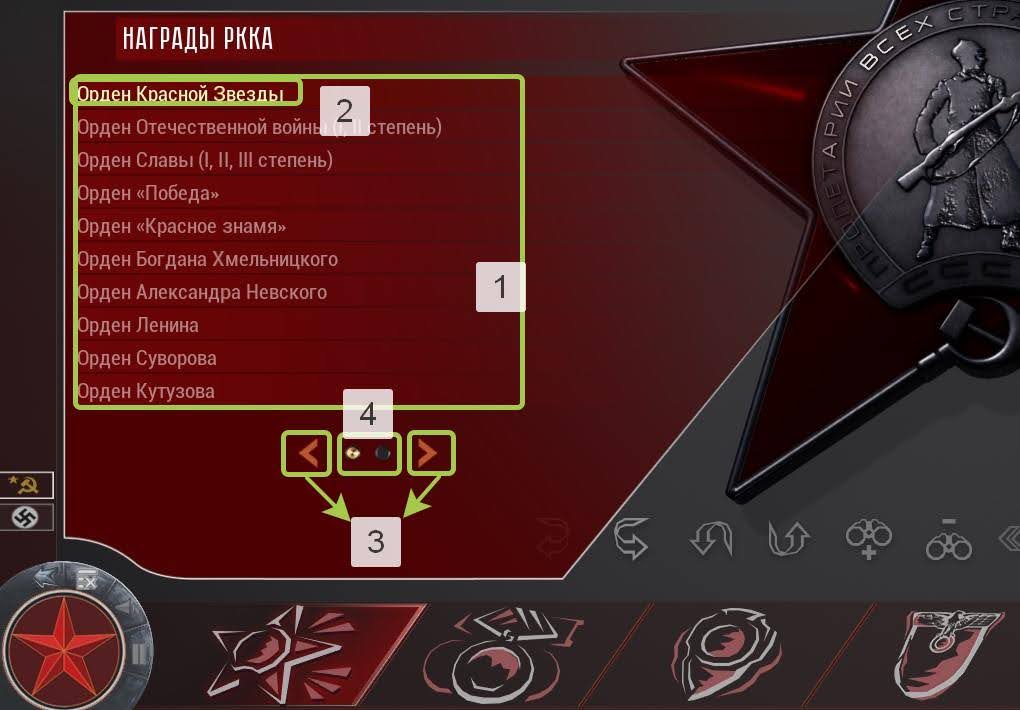 НАГРАДЫ РККА
Орден Красной Звезды
2
Орден Отечественной войны (I, II степень)
Орден Славы (I, II, III степень)
Орден «Победа»
Орден «Красное знамя»
Орден Богдана Хмельницкого
1
Орден Александра Невского
Орден Ленина
Орден Суворова
Орден Кутузова
4
3
ПРОЛЕТАРИИ ВСЕХ СТР
СССР